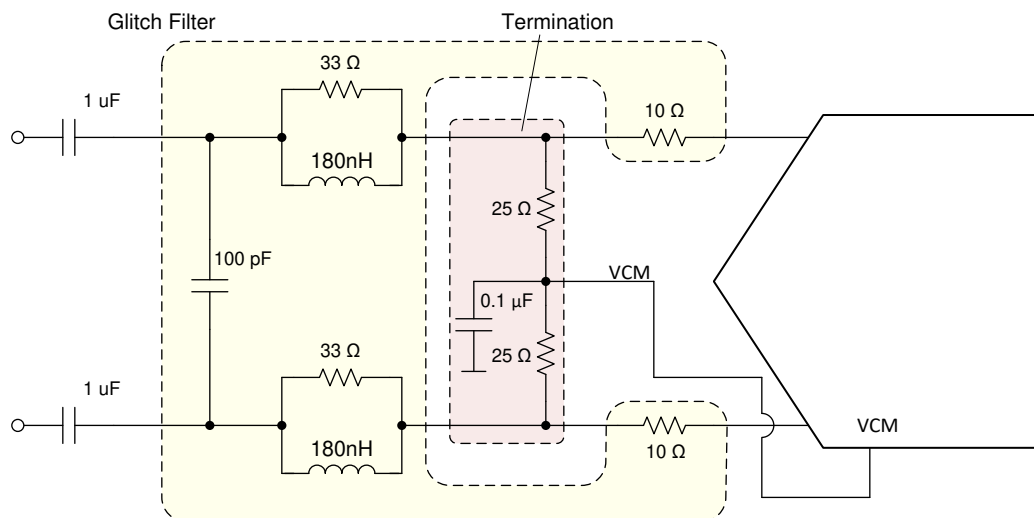 Glitch Filter
Termination
33 Ω
1 uF
10 Ω
180nH
25 Ω
100 pF
VCM
0.1 µF
33 Ω
25 Ω
1 uF
VCM
180nH
10 Ω